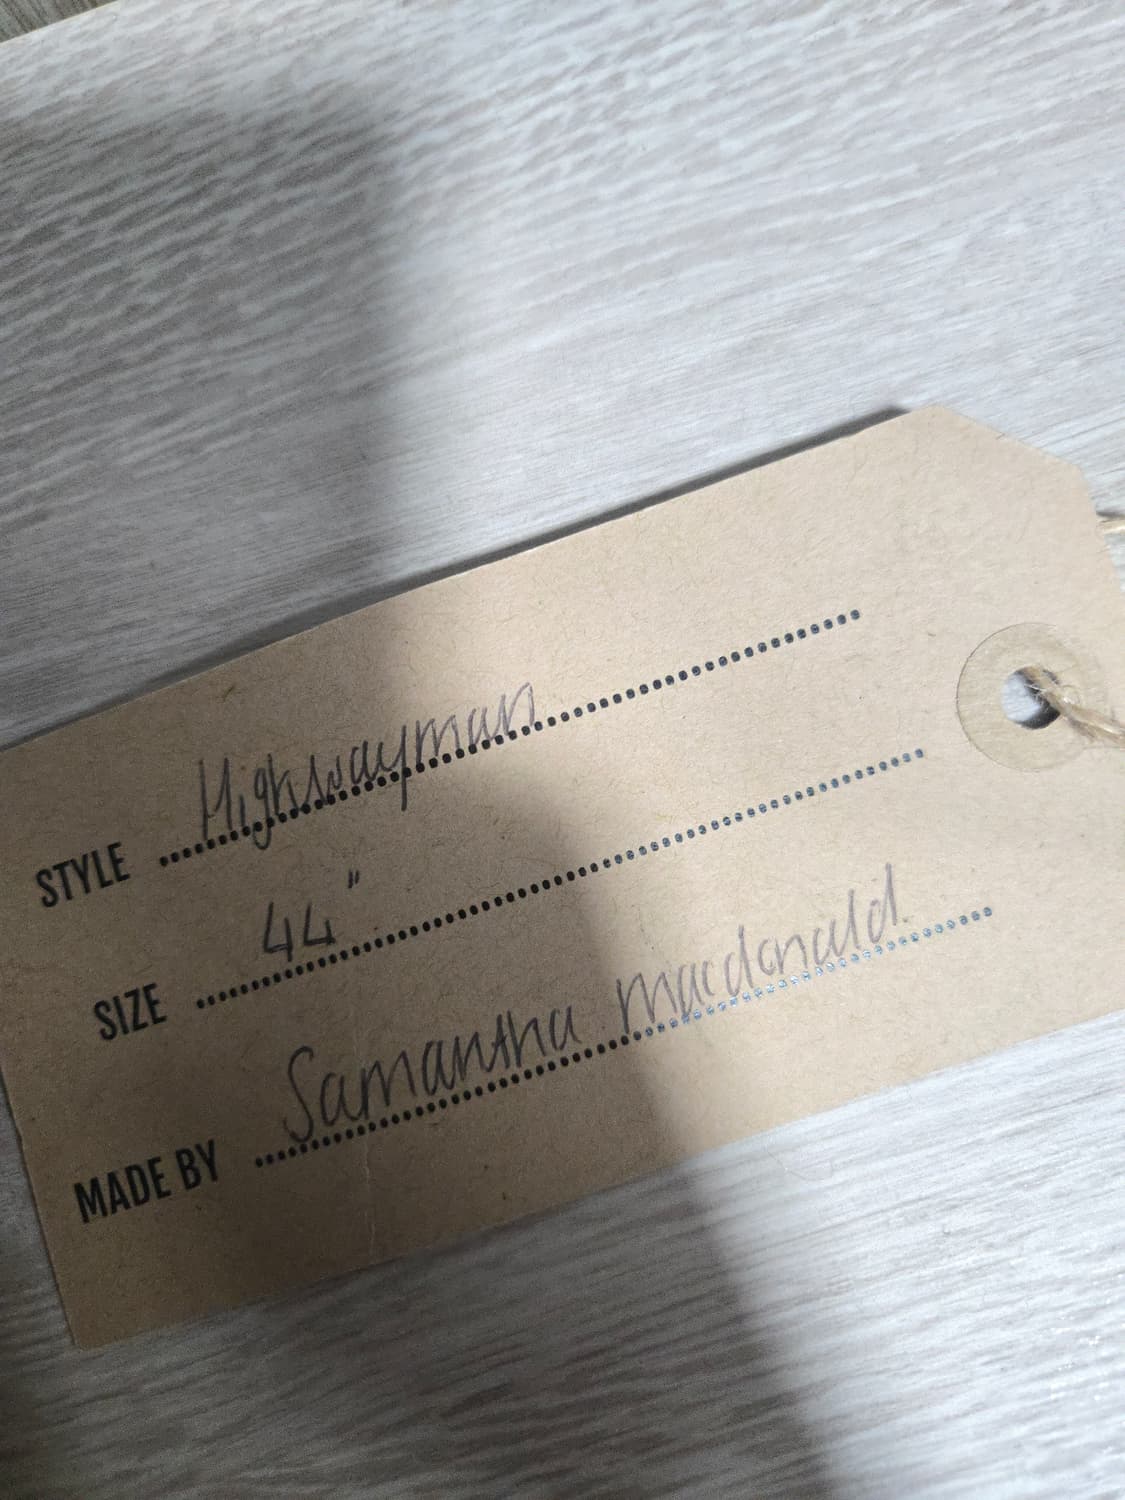 STYLE Highwayman
SIZE 44"
MADE BY Samantha Macdonald